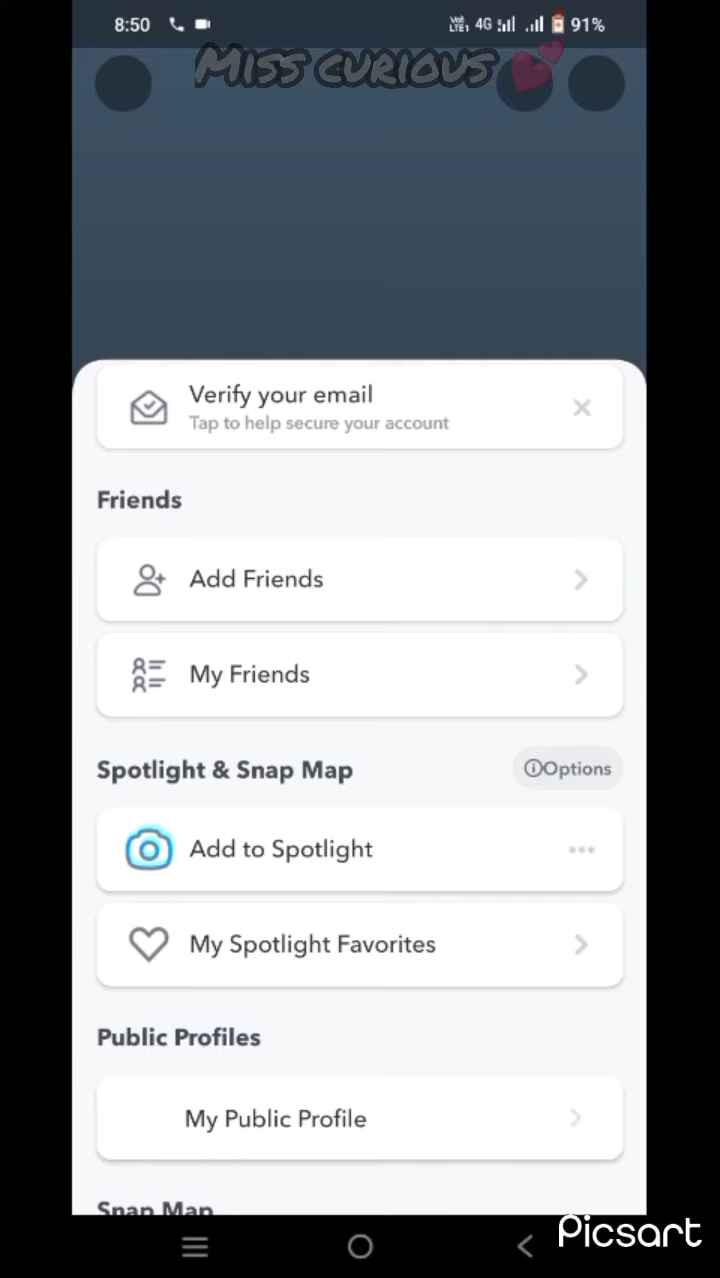 8:50
VoI LTE1 4G 91%
Miss curious
Verify your email
Tap to help secure your account
Friends
Add Friends
My Friends
Spotlight & Snap Map
Options
Add to Spotlight
My Spotlight Favorites
Public Profiles
My Public Profile
Snap Map
Picsart